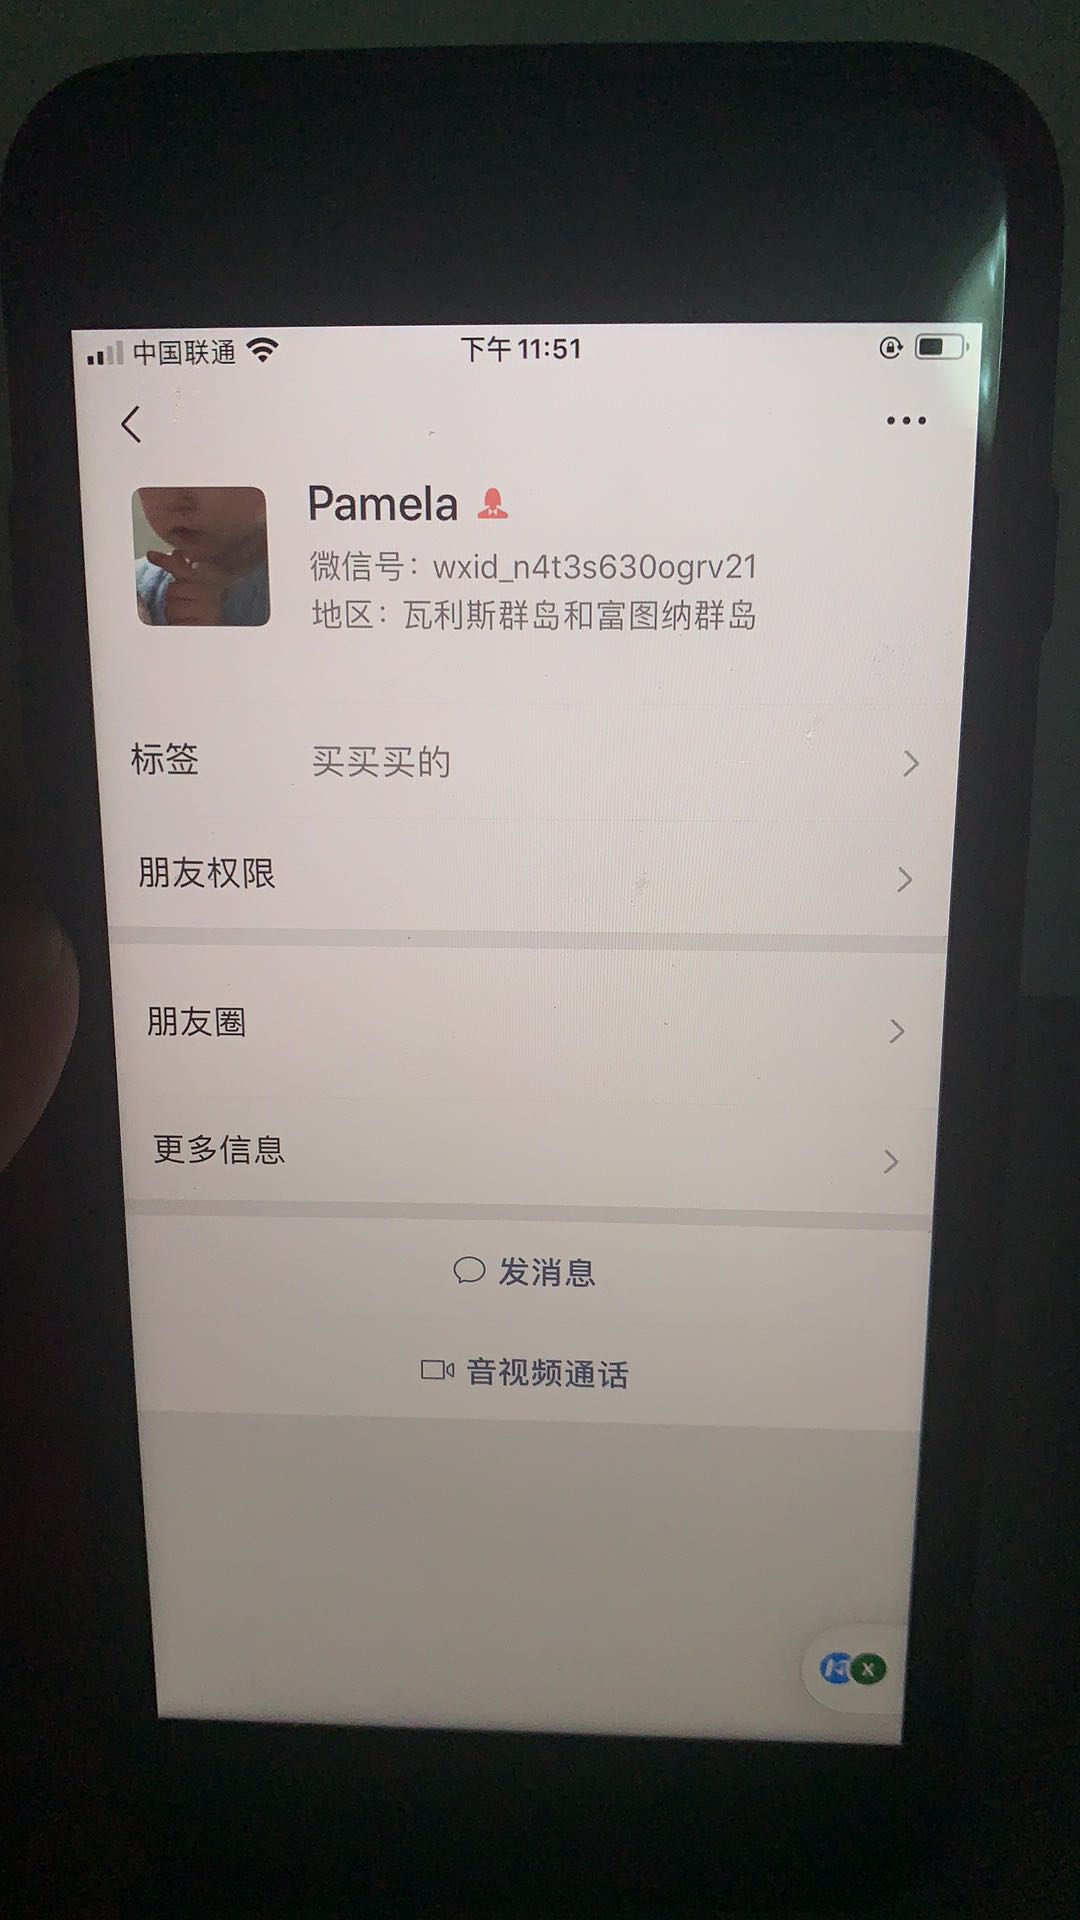 中国联通
下午11:51
Pamela
微信号：wxid_n4t3s630ogrv21
地区：瓦利斯群岛和富图纳群岛
标签 买买买的
朋友权限
朋友圈
更多信息
发消息
音视频通话
X